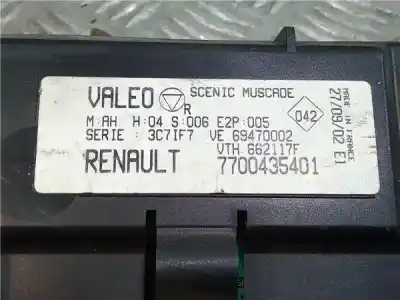 VALEO R SCENIC MUSCADE
M:AH H:04 S:006 E2P:005
042
SERIE : 3C7IF7 VE 69470002
VTH 662117F
RENAULT 7700435401
MADE IN FRANCE
27/09/02 E1